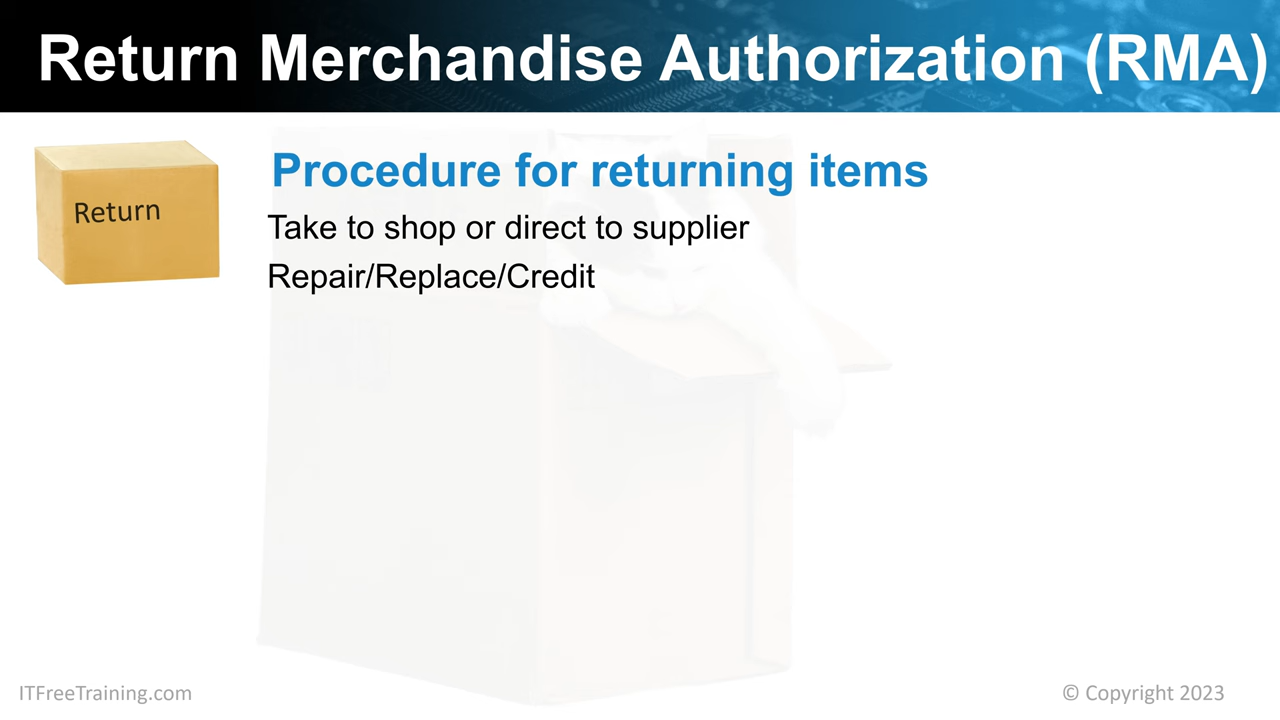 Return Merchandise Authorization (RMA)
Return
Procedure for returning items
Take to shop or direct to supplier
Repair/Replace/Credit
ITFreeTraining.com
© Copyright 2023